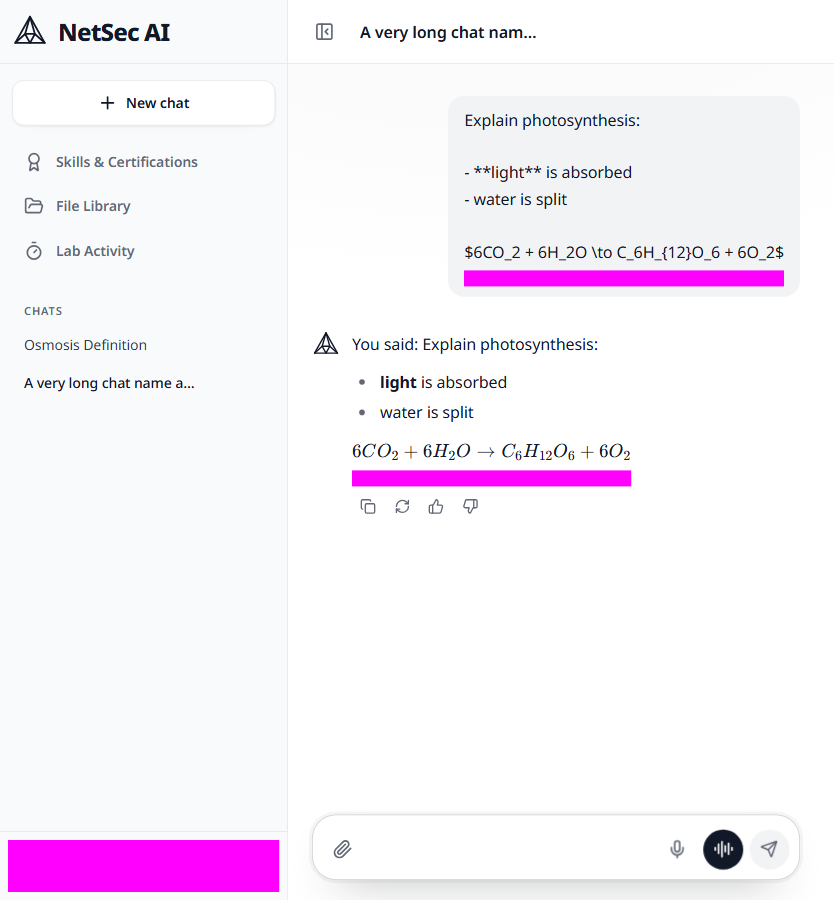 NetSec AI
A very long chat nam...
New chat
Skills & Certifications
File Library
Lab Activity
CHATS
Osmosis Definition
A very long chat name a...
Explain photosynthesis:
- **light** is absorbed
- water is split
$6CO_2 + 6H_2O \to C_6H_{12}O_6 + 6O_2$
You said: Explain photosynthesis:
• light is absorbed
• water is split
6CO₂ + 6H₂O → C₆H₁₂O₆ + 6O₂